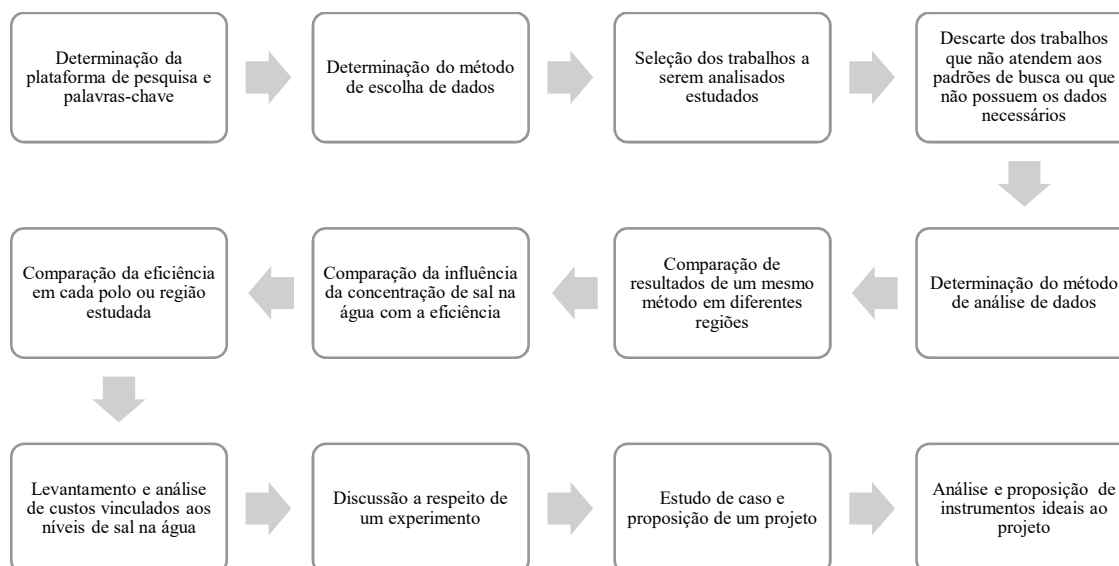 Determinação da
plataforma de pesquisa e
palavras-chave
Determinação do método
de escolha de dados
Seleção dos trabalhos a
serem analisados
estudados
Descarte dos trabalhos
que não atendem aos
padrões de busca ou que
não possuem os dados
necessários
Determinação do método
de análise de dados
Comparação de
resultados de um mesmo
método em diferentes
regiões
Comparação da influência
da concentração de sal na
água com a eficiência
Comparação da eficiência
em cada polo ou região
estudada
Levantamento e análise
de custos vinculados aos
níveis de sal na água
Discussão a respeito de
um experimento
Estudo de caso e
proposição de um projeto
Análise e proposição de
instrumentos ideais ao
projeto